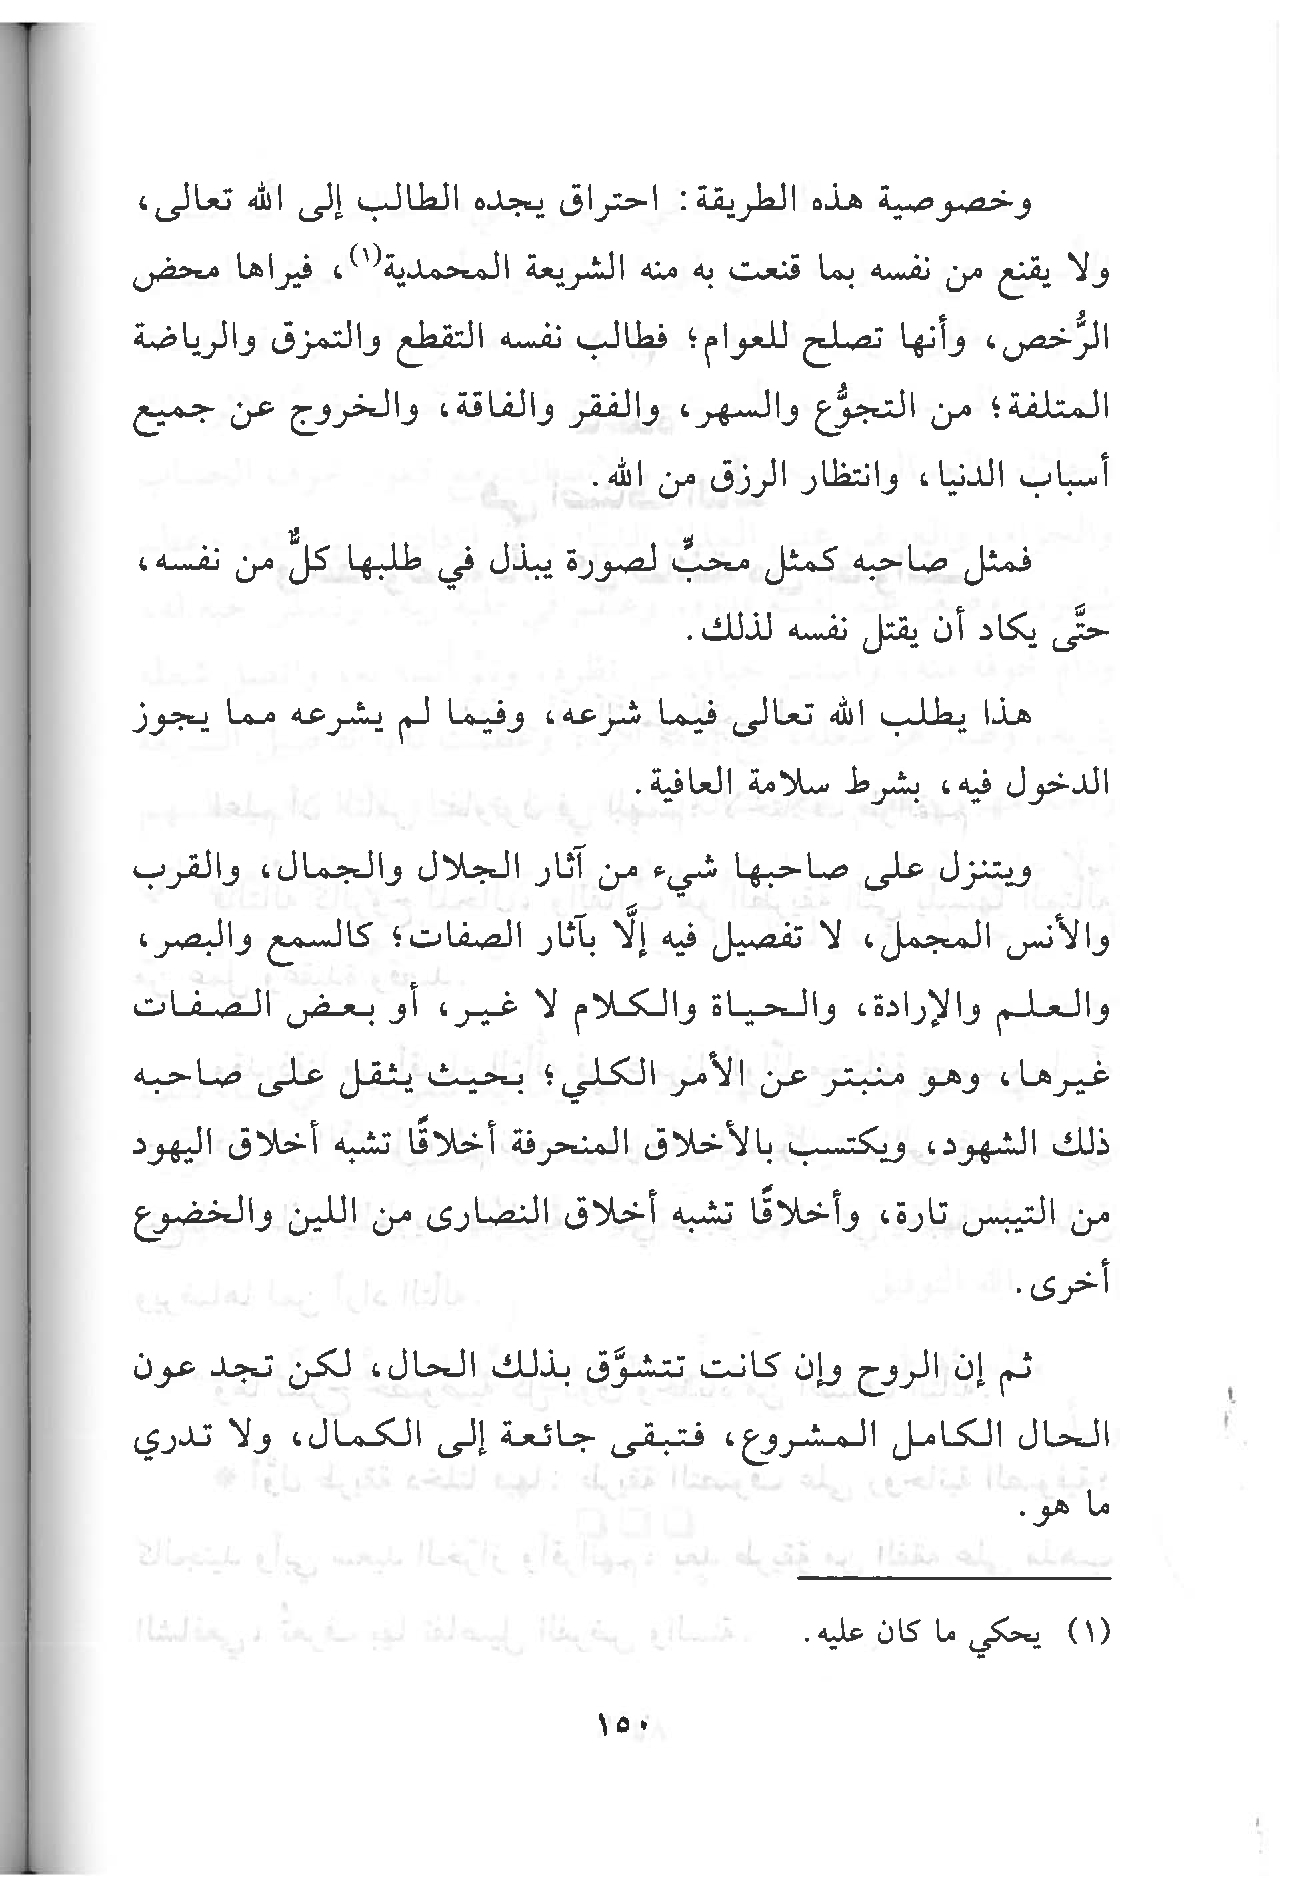 وخصوصية هذه الطريقة: احتراق يجده الطالب إلى الله تعالى،
ولا يقنع من نفسه بما قنعت به منه الشريعة المحمدية(١)، فيراها محض
الرُّخص، وأنها تصلح للعوام؛ فطالب نفسه التقطع والتمزق والرياضة
المتلفة؛ من التجوُّع والسهر، والفقر والفاقة، والخروج عن جميع
أسباب الدنيا، وانتظار الرزق من الله.
فمثل صاحبه كمثل محبٍّ لصورة يبذل في طلبها كلٌّ من نفسه،
حتَّى يكاد أن يقتل نفسه لذلك.
هذا يطلب الله تعالى فيما شرعه، وفيما لم يشرعه مما يجوز
الدخول فيه، بشرط سلامة العافية.
ويتنزل على صاحبها شيء من آثار الجلال والجمال، والقرب
والأنس المجمل، لا تفصيل فيه إلَّا بآثار الصفات؛ كالسمع والبصر،
والعلم والإرادة، والحياة والكلام لا غير، أو بعض الصفات
غيرها، وهو منبتر عن الأمر الكلي؛ بحيث يثقل على صاحبه
ذلك الشهود، ويكتسب بالأخلاق المنحرفة أخلاقًا تشبه أخلاق اليهود
من التيبس تارة، وأخلاقًا تشبه أخلاق النصارى من اللين والخضوع
أخرى.
ثم إن الروح وإن كانت تتشوَّق بذلك الحال، لكن تجد عون
الحال الكامل المشروع، فتبقى جائعة إلى الكمال، ولا تدري
ما هو.
(١) يحكي ما كان عليه.
١٥٠